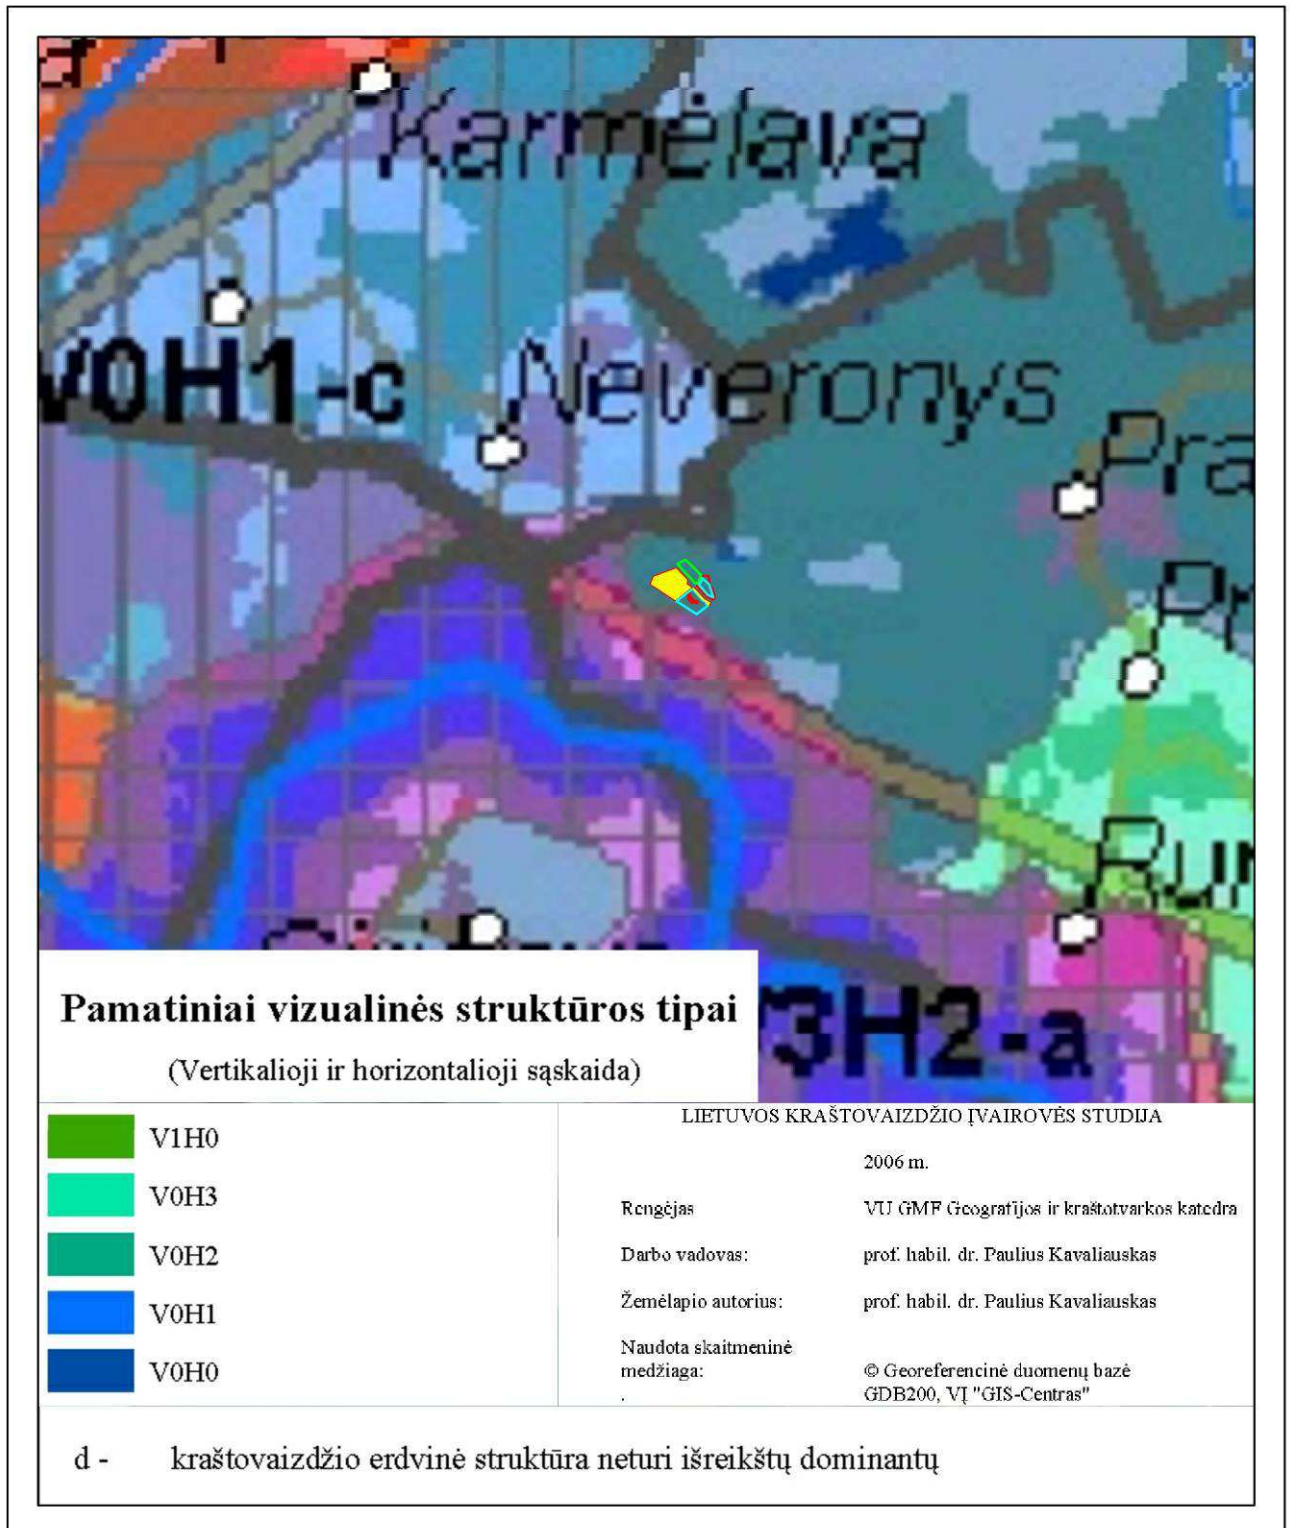 Karmėlava
V0H1-c
Neveronys
Pra
3H2-a
Pamatiniai vizualinės struktūros tipai
(Vertikalioji ir horizontalioji sąskaida)
V1H0
V0H3
V0H2
V0H1
V0H0
LIETUVOS KRAŠTOVAIZDŽIO ĮVAIROVĖS STUDIJA
2006 m.
Rengėjas VU GMF Geografijos ir kraštotvarkos katedra
Darbo vadovas: prof. habil. dr. Paulius Kavaliauskas
Žemėlapio autorius: prof. habil. dr. Paulius Kavaliauskas
Naudota skaitmeninė
medžiaga: © Georeferencinė duomenų bazė
. GDB200, VĮ "GIS-Centras"
d - kraštovaizdžio erdvinė struktūra neturi išreikštų dominantų